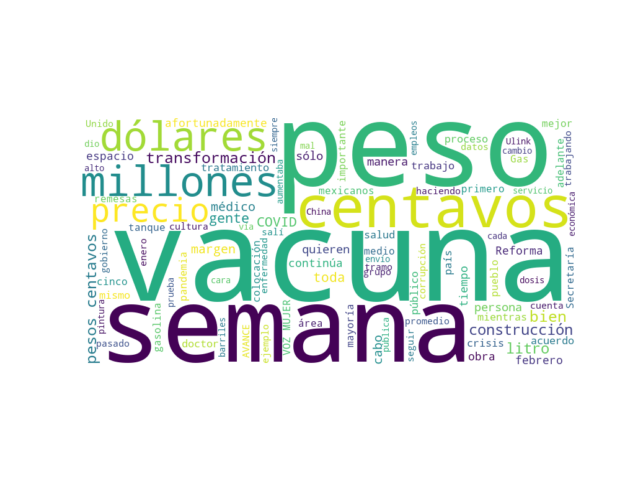 Unido
afortunadamente
dio
dólares
siempre
peso
importante
mal
empleos
proceso
mejor
datos
Ulink
cambio
Gas
adelante
trabajando
espacio
transformación
sólo
manera
trabajo
alto
millones
tratamiento
aumentaba
mexicanos
haciendo
primero
servicio
económica
remesas
precio
médico
gente
COVID
vía
China
centavos
tanque
cultura
salí
vacuna
salud
cada
pesos centavos
gobierno
enero
margen
colocación
enfermedad
quieren
medio
continúa
envío
tramo
grupo
corrupción
país
pueblo
Reforma
tiempo
Secretaría
cinco
mismo
pandemia
prueba
cara
toda
dosis
pintura
gasolina
semana
VOZ MUJER
área
público
pública
persona
cuenta
mientras
bien
pasado
doctor
barriles
AVANCE
ejemplo
mayoría
cabo
promedio
seguir
crisis
construcción
obra
litro
acuerdo
febrero